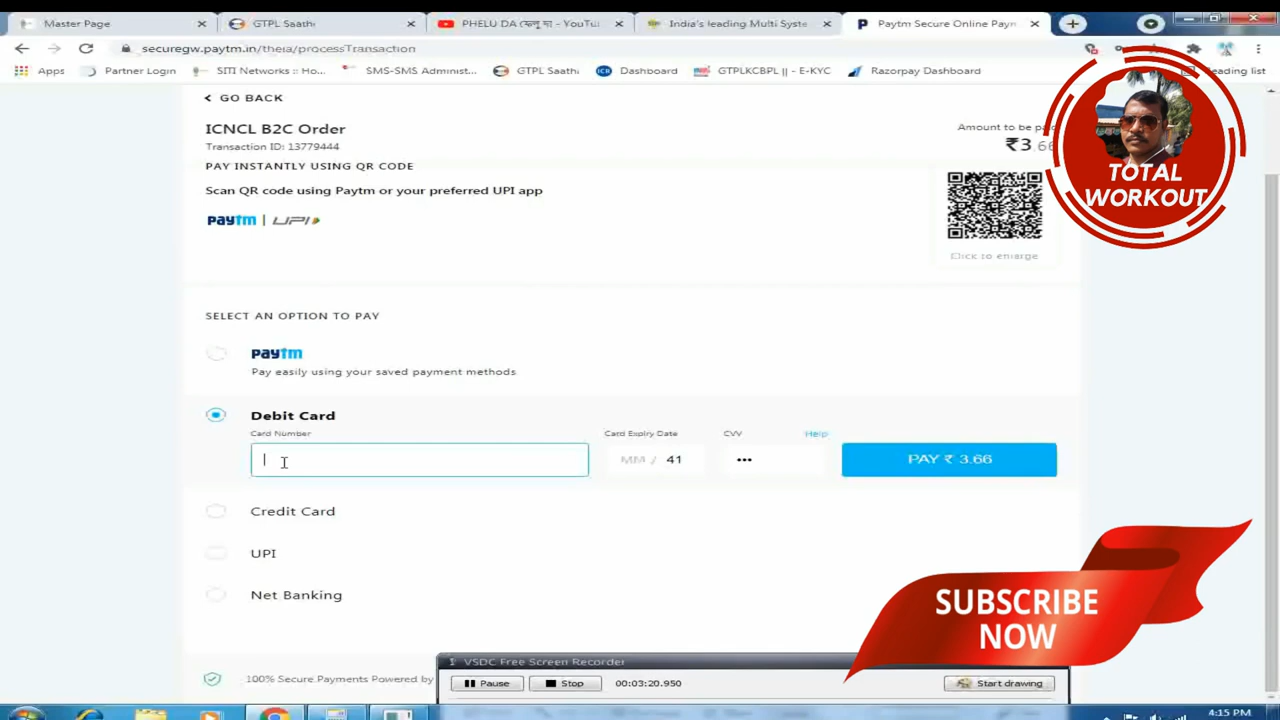 Master Page
GTPL Saathi
PHELU DA (ফেলু দা) - YouTu
India's leading Multi Syste
Paytm Secure Online Payn
securegw.paytm.in/theia/processTransaction
Apps
Partner Login
SITI Networks :: Ho...
SMS-SMS Administ...
GTPL Saathi
Dashboard
GTPLKCBPL || - E-KYC
Razorpay Dashboard
eading list
GO BACK
ICNCL B2C Order
Transaction ID: 13779444
Amount to be pai
₹3.66
PAY INSTANTLY USING QR CODE
Scan QR code using Paytm or your preferred UPI app
paytm | UPI
Click to enlarge
TOTAL
WORKOUT
SELECT AN OPTION TO PAY
paytm
Pay easily using your saved payment methods
Debit Card
Card Number
Card Expiry Date
CVV
Help
MM / 41
•••
PAY ₹ 3.66
Credit Card
UPI
Net Banking
SUBSCRIBE
NOW
100% Secure Payments Powered by
VSDC Free Screen Recorder
Pause
Stop
00:03:20.950
Start drawing
4:15 PM